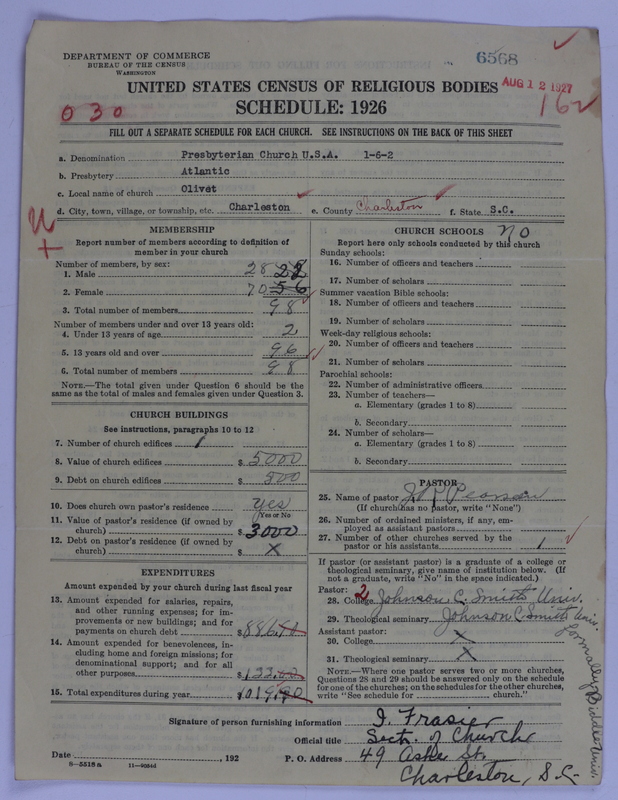 DEPARTMENT OF COMMERCE
BUREAU OF THE CENSUS
WASHINGTON
6568
AUG 12 1927
UNITED STATES CENSUS OF RELIGIOUS BODIES
SCHEDULE: 1926
030
162
FILL OUT A SEPARATE SCHEDULE FOR EACH CHURCH. SEE INSTRUCTIONS ON THE BACK OF THIS SHEET
a. Denomination Presbyterian Church U.S.A. 1-6-2
b. Presbytery Atlantic
c. Local name of church Olivet
d. City, town, village, or township, etc. Charleston e. County Charleston f. State S.C.
MEMBERSHIP
Report number of members according to definition of
member in your church
Number of members, by sex:
1. Male 28
2. Female 70 56
3. Total number of members 98
Number of members under and over 13 years old:
4. Under 13 years of age 2
5. 13 years old and over 96
6. Total number of members 98
NOTE.—The total given under Question 6 should be the
same as the total of males and females given under Question 3.
CHURCH BUILDINGS
See instructions, paragraphs 10 to 12
7. Number of church edifices 1
8. Value of church edifices $ 5000
9. Debt on church edifices $ 500
10. Does church own pastor's residence yes
Yes or No
11. Value of pastor's residence (if owned by
church) $ 3000
12. Debt on pastor's residence (if owned by
church) $ X
EXPENDITURES
Amount expended by church during last fiscal year
13. Amount expended for salaries, repairs,
and other running expenses; for im-
provements or new buildings; and for
payments on church debt $ 886.40
14. Amount expended for benevolences, in-
cluding home and foreign missions; for
denominational support; and for all
other purposes $ 133.00
15. Total expenditures during year 1019.90
CHURCH SCHOOLS No
Report here only schools conducted by this church
Sunday schools:
16. Number of officers and teachers
17. Number of scholars
Summer vacation Bible schools:
18. Number of officers and teachers
19. Number of scholars
Week-day religious schools:
20. Number of officers and teachers
21. Number of scholars
Parochial schools:
22. Number of administrative officers
23. Number of teachers—
a. Elementary (grades 1 to 8)
b. Secondary
24. Number of scholars—
a. Elementary (grades 1 to 8)
b. Secondary
PASTOR
25. Name of pastor J R Pearson
(If church has no pastor, write "None")
26. Number of ordained ministers, if any, em-
ployed as assistant pastors
27. Number of other churches served by the
pastor or his assistants 1
If pastor (or assistant pastor) is a graduate of a college or
theological seminary, give name of institution below. (If
not a graduate, write "No" in the space indicated.)
Pastor: 2
28. College Johnson C. Smith Univ.
29. Theological seminary Johnson C Smith Univ.
formally Biddle Univ.
Assistant pastor:
30. College X
31. Theological seminary X
NOTE.—Where one pastor serves two or more churches,
Questions 28 and 29 should be answered only on the schedule
for one of the churches; on the schedules for the other churches,
write "See schedule for church."
Signature of person furnishing information I. Frasier
Official title Sectr. of Church
Date , 192 P. O. Address 49 Ashe St.
Charleston, S.C.
8—5518 a